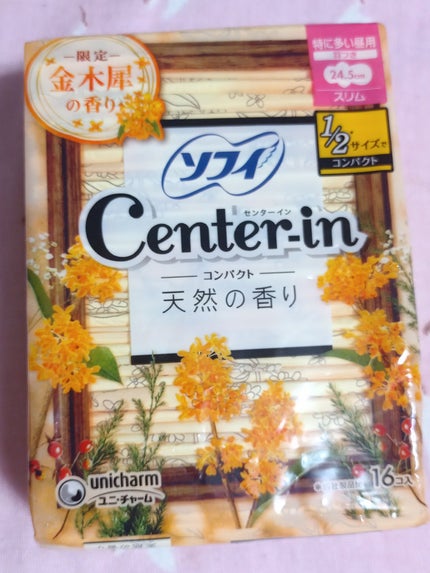 限定
金木犀
の香り
特に多い昼用
羽つき
24.5cm
スリム
1/2サイズで
コンパクト
ソフィ
センターイン
Center-in
コンパクト
天然の香り
unicharm
ユニ・チャーム
16コ入